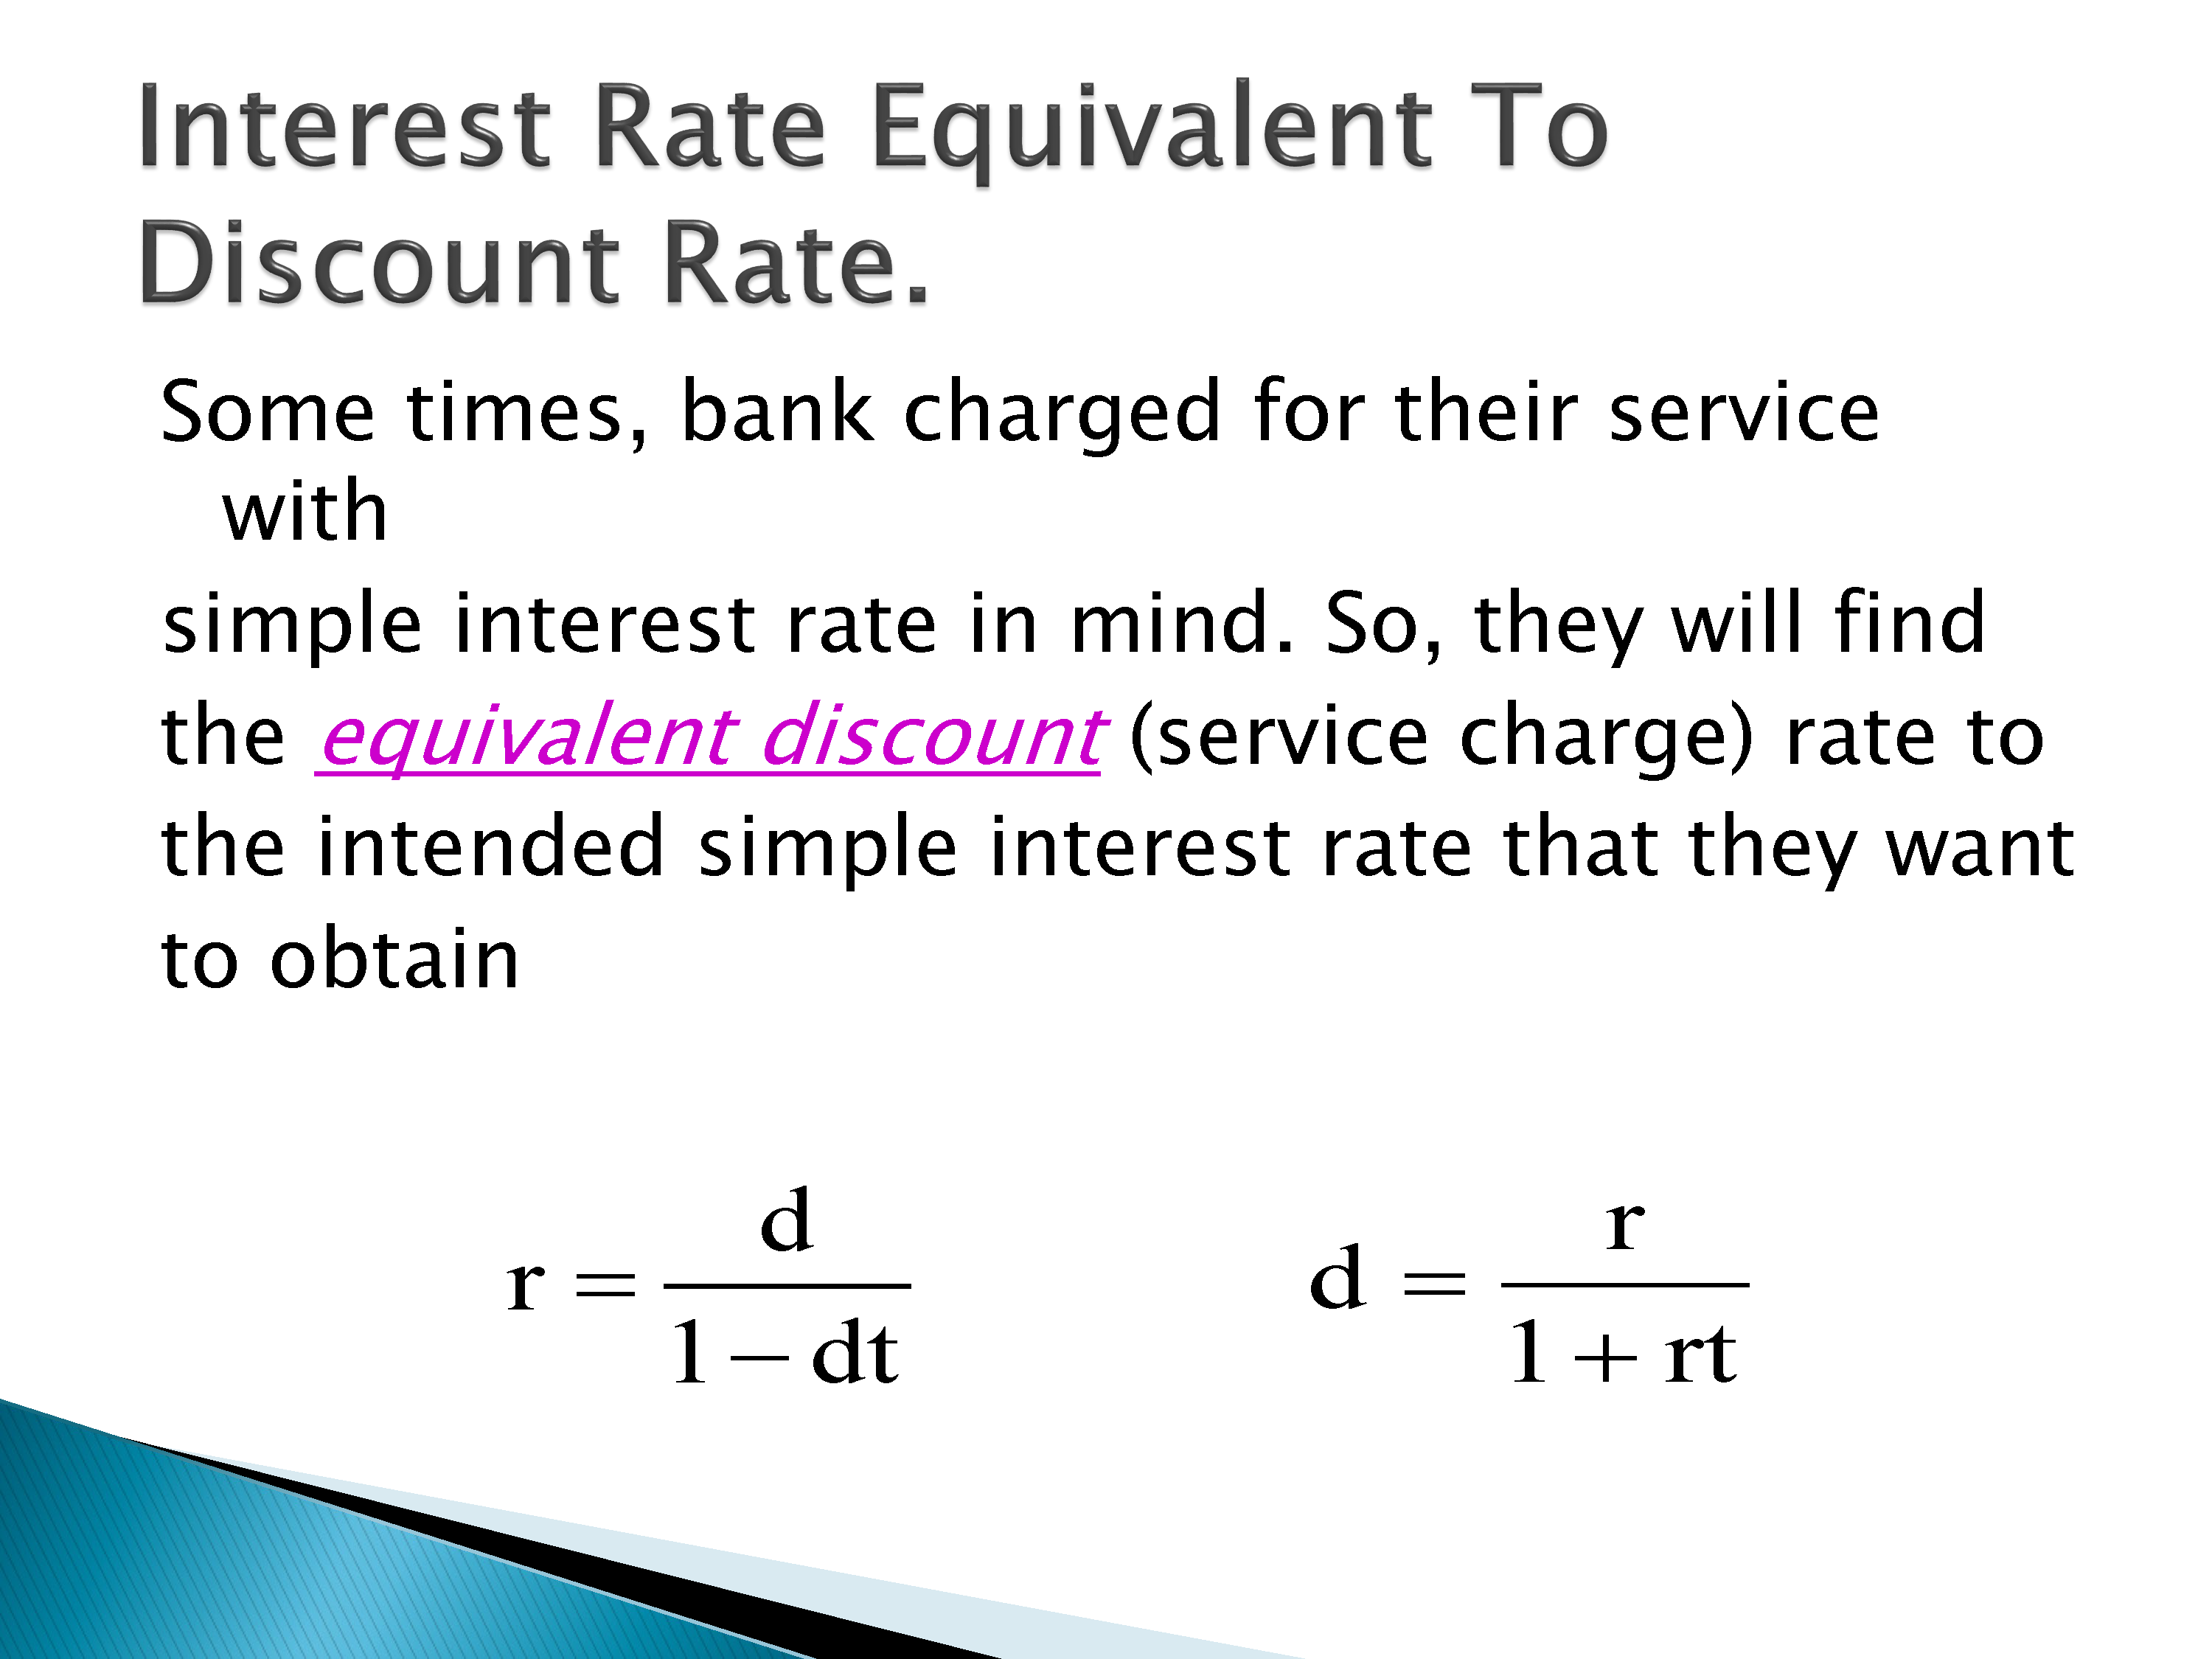 Interest Rate Equivalent To
Discount Rate.
Some times, bank charged for their service
with
simple interest rate in mind. So, they will find
the equivalent discount (service charge) rate to
the intended simple interest rate that they want
to obtain
r = d / (1 − dt)    d = r / (1 + rt)